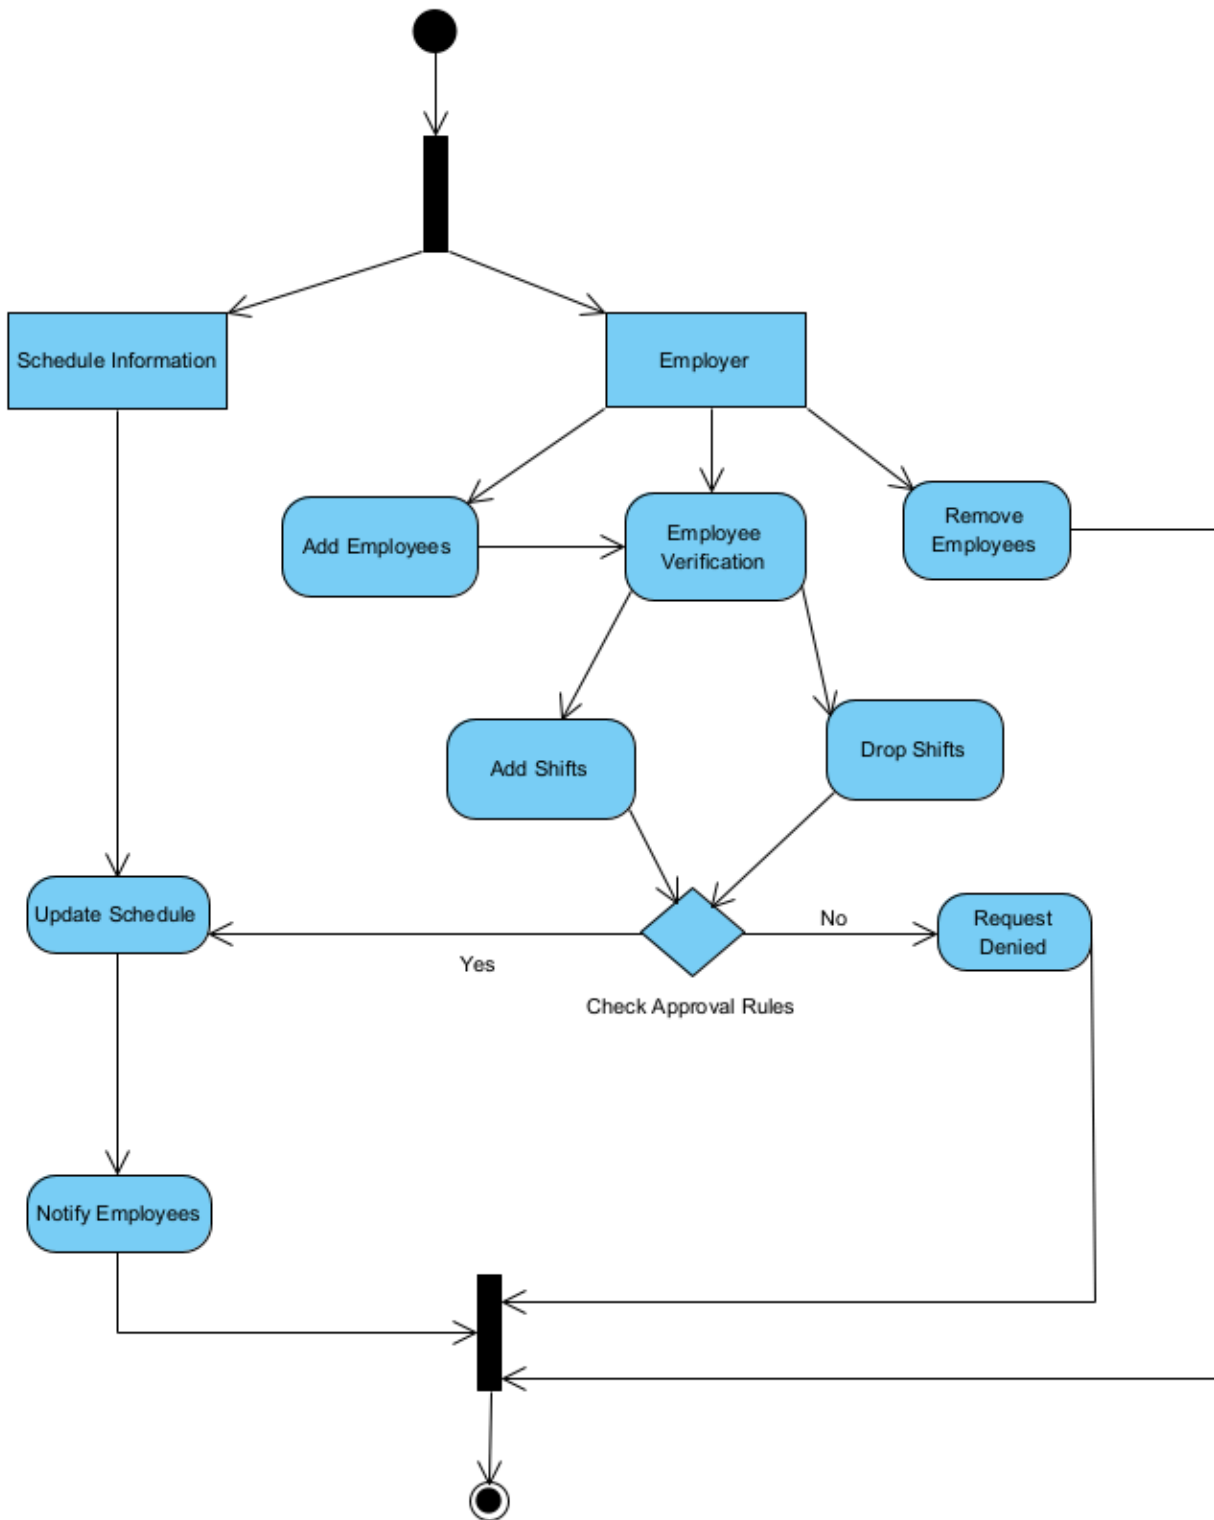 Schedule Information
Employer
Add Employees
Employee
Verification
Remove
Employees
Add Shifts
Drop Shifts
Update Schedule
Yes
No
Request
Denied
Check Approval Rules
Notify Employees